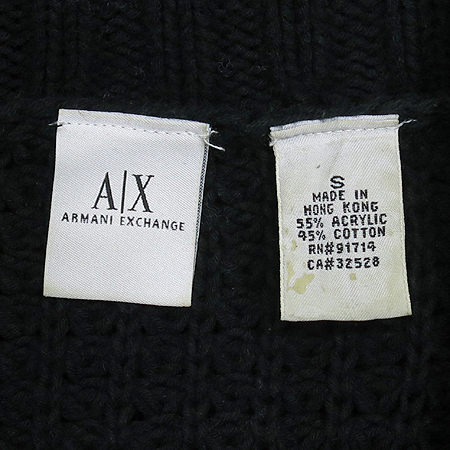 A|X
ARMANI EXCHANGE
S
MADE IN
HONG KONG
55% ACRYLIC
45% COTTON
RN#91714
CA#32528